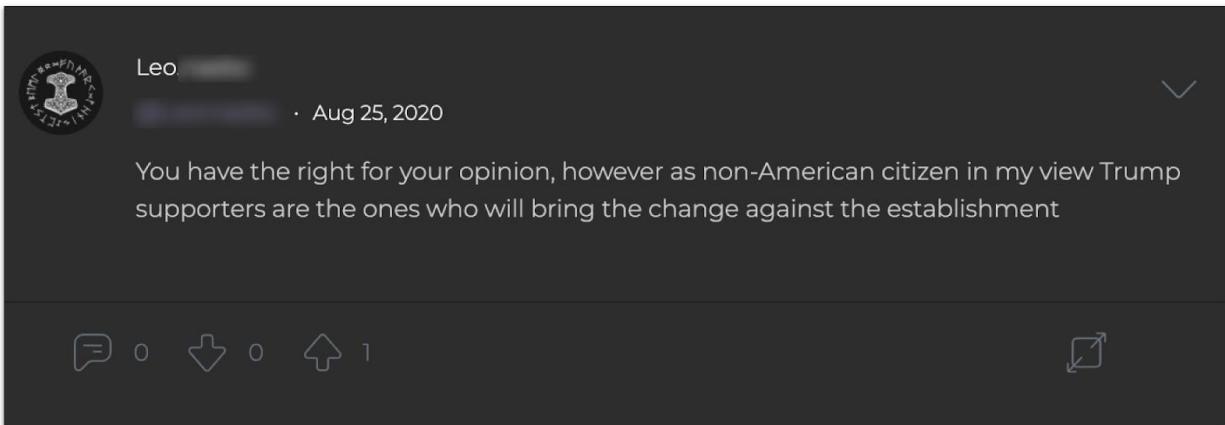 Leo
· Aug 25, 2020
You have the right for your opinion, however as non-American citizen in my view Trump
supporters are the ones who will bring the change against the establishment
0 0 1